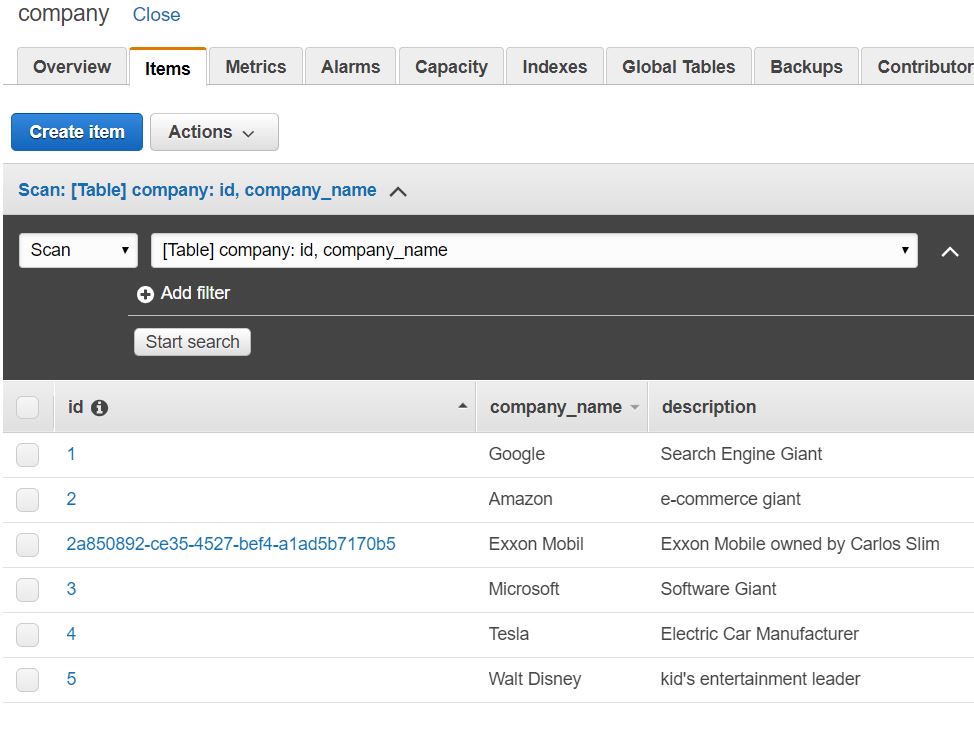 company Close
Overview Items Metrics Alarms Capacity Indexes Global Tables Backups Contributor
Create item Actions
Scan: [Table] company: id, company_name
Scan [Table] company: id, company_name
Add filter
Start search
id company_name description
1 Google Search Engine Giant
2 Amazon e-commerce giant
2a850892-ce35-4527-bef4-a1ad5b7170b5 Exxon Mobil Exxon Mobile owned by Carlos Slim
3 Microsoft Software Giant
4 Tesla Electric Car Manufacturer
5 Walt Disney kid's entertainment leader